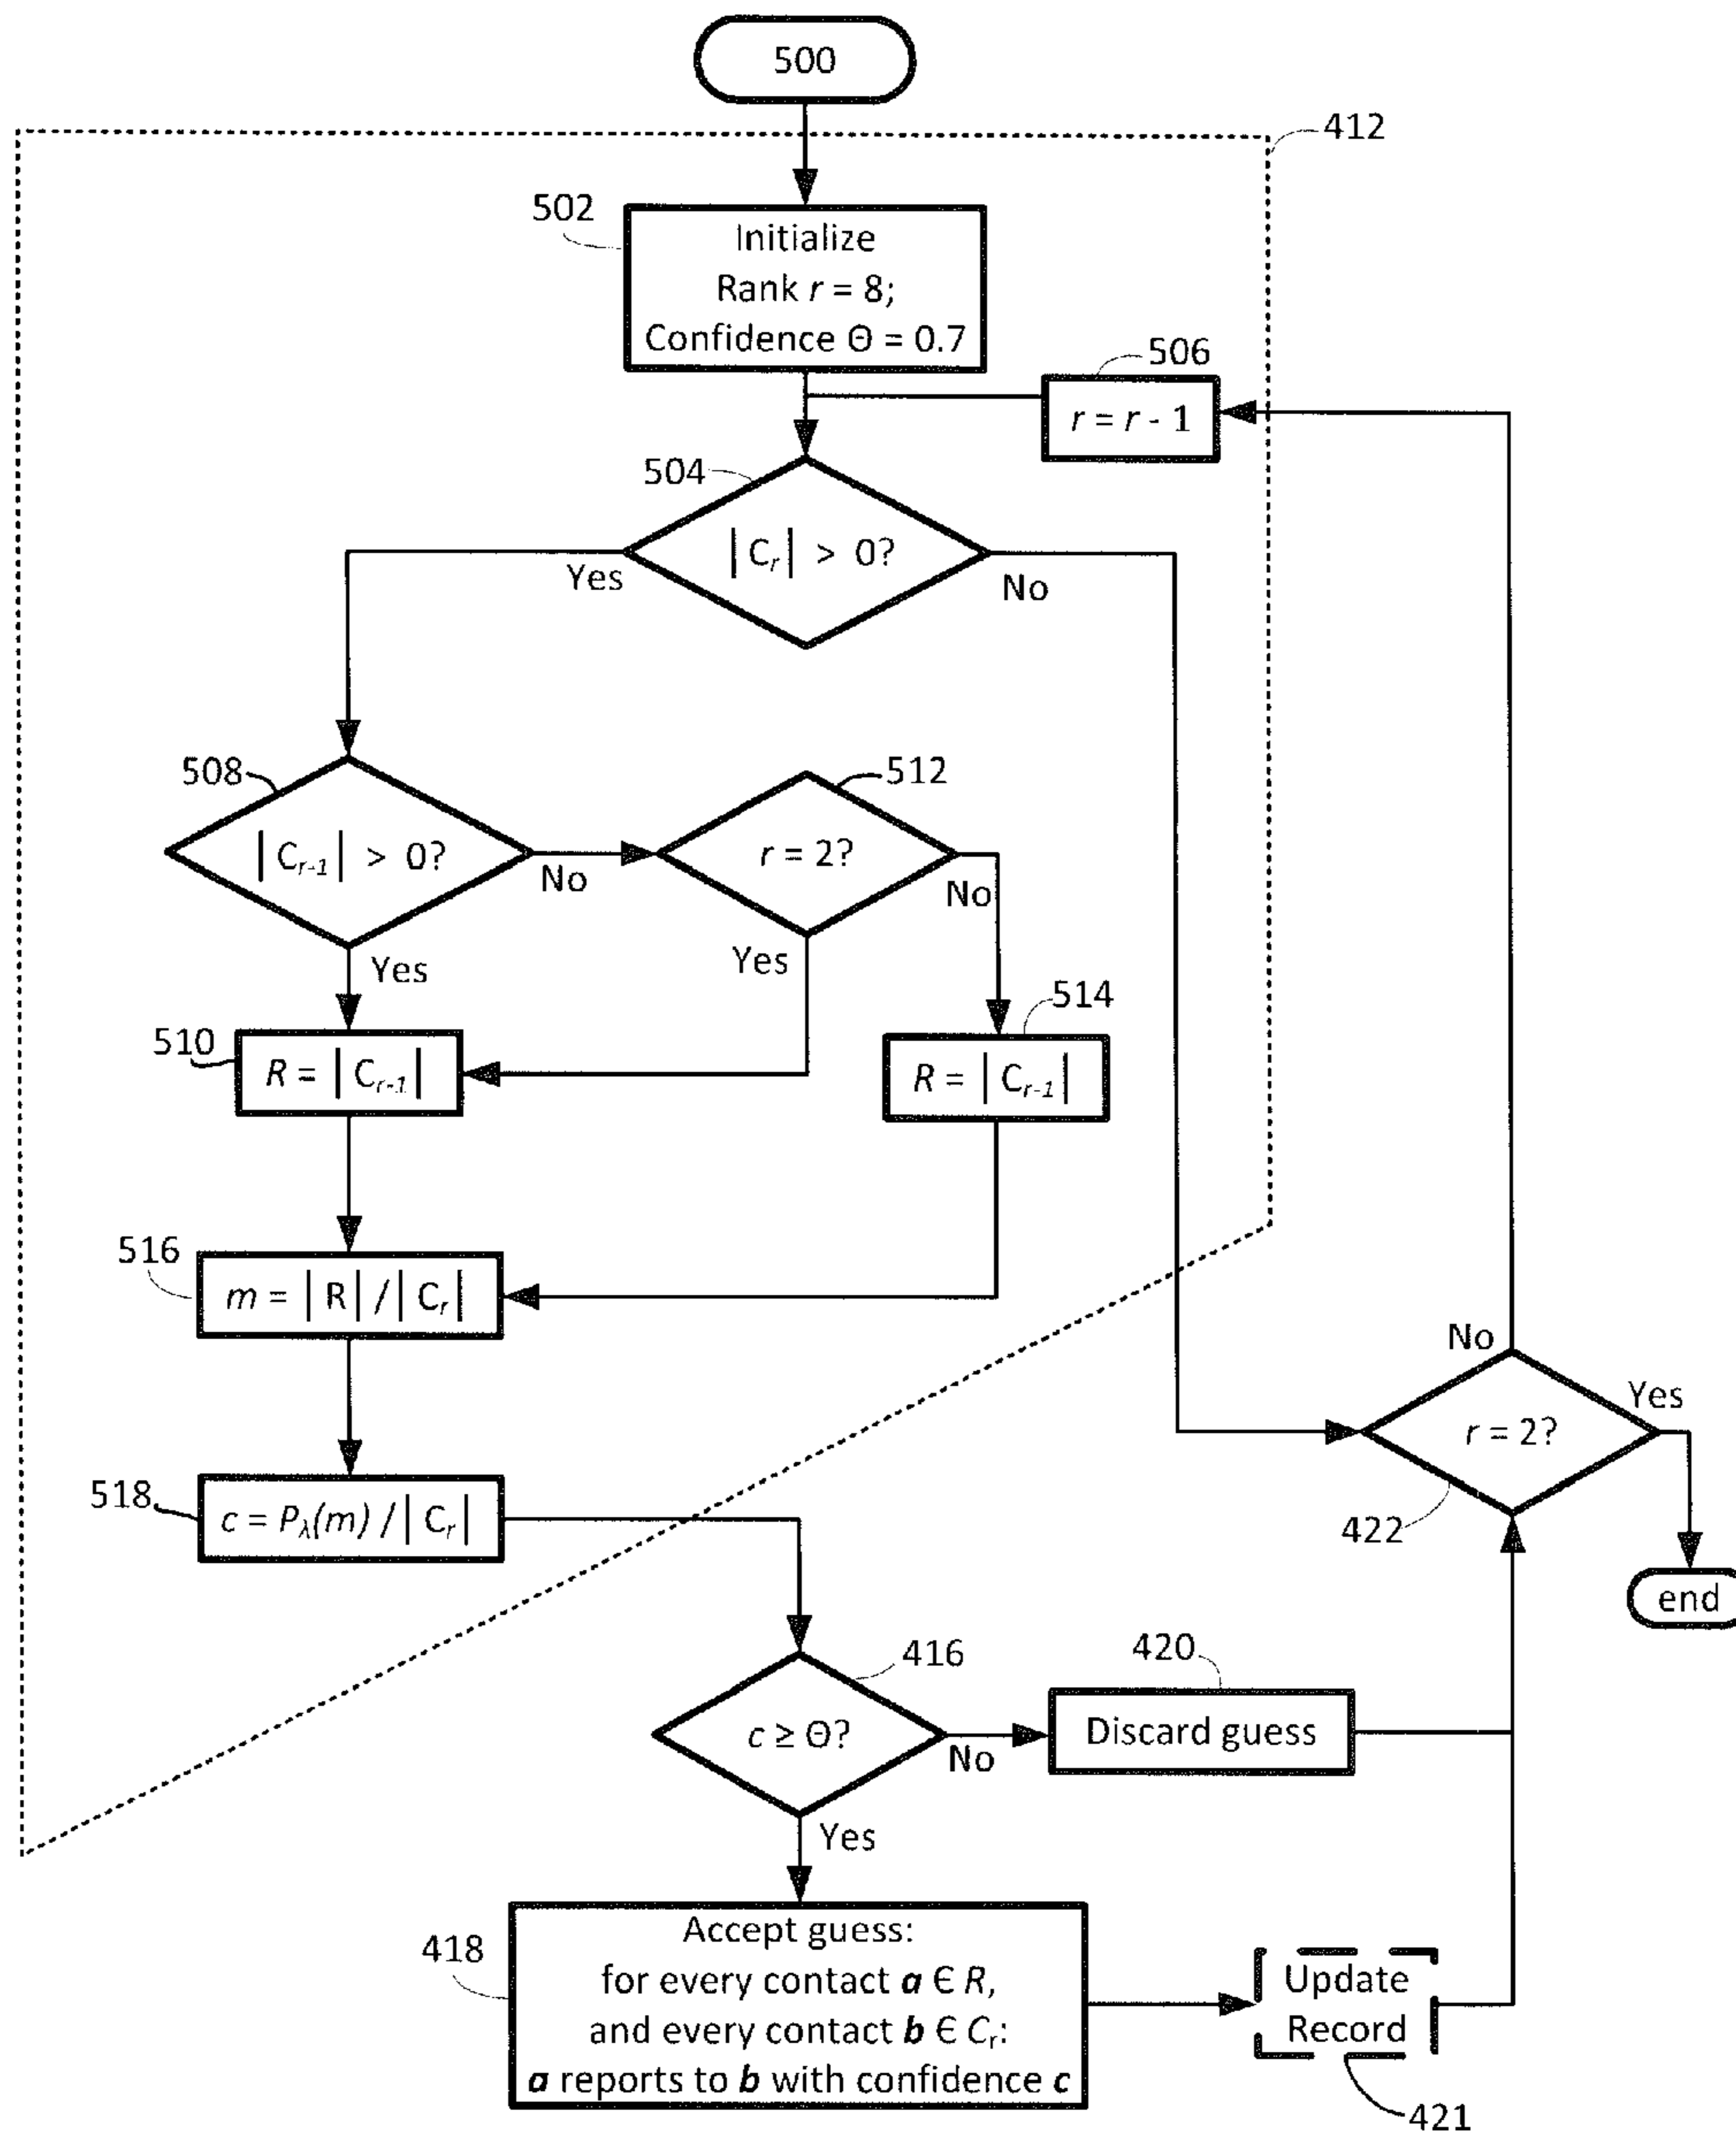 500
412
502
Initialize
Rank r = 8;
Confidence Θ = 0.7
506
r = r - 1
504
|Cr| > 0?
Yes
No
508
|Cr-1| > 0?
No
Yes
512
r = 2?
No
Yes
510
R = |Cr-1|
514
R = |Cr-1|
516
m = |R| / |Cr|
518
c = Pλ(m) / |Cr|
No
Yes
r = 2?
422
end
416
c ≥ Θ?
No
Yes
420
Discard guess
418
Accept guess:
for every contact a ∈ R,
and every contact b ∈ Cr:
a reports to b with confidence c
Update
Record
421